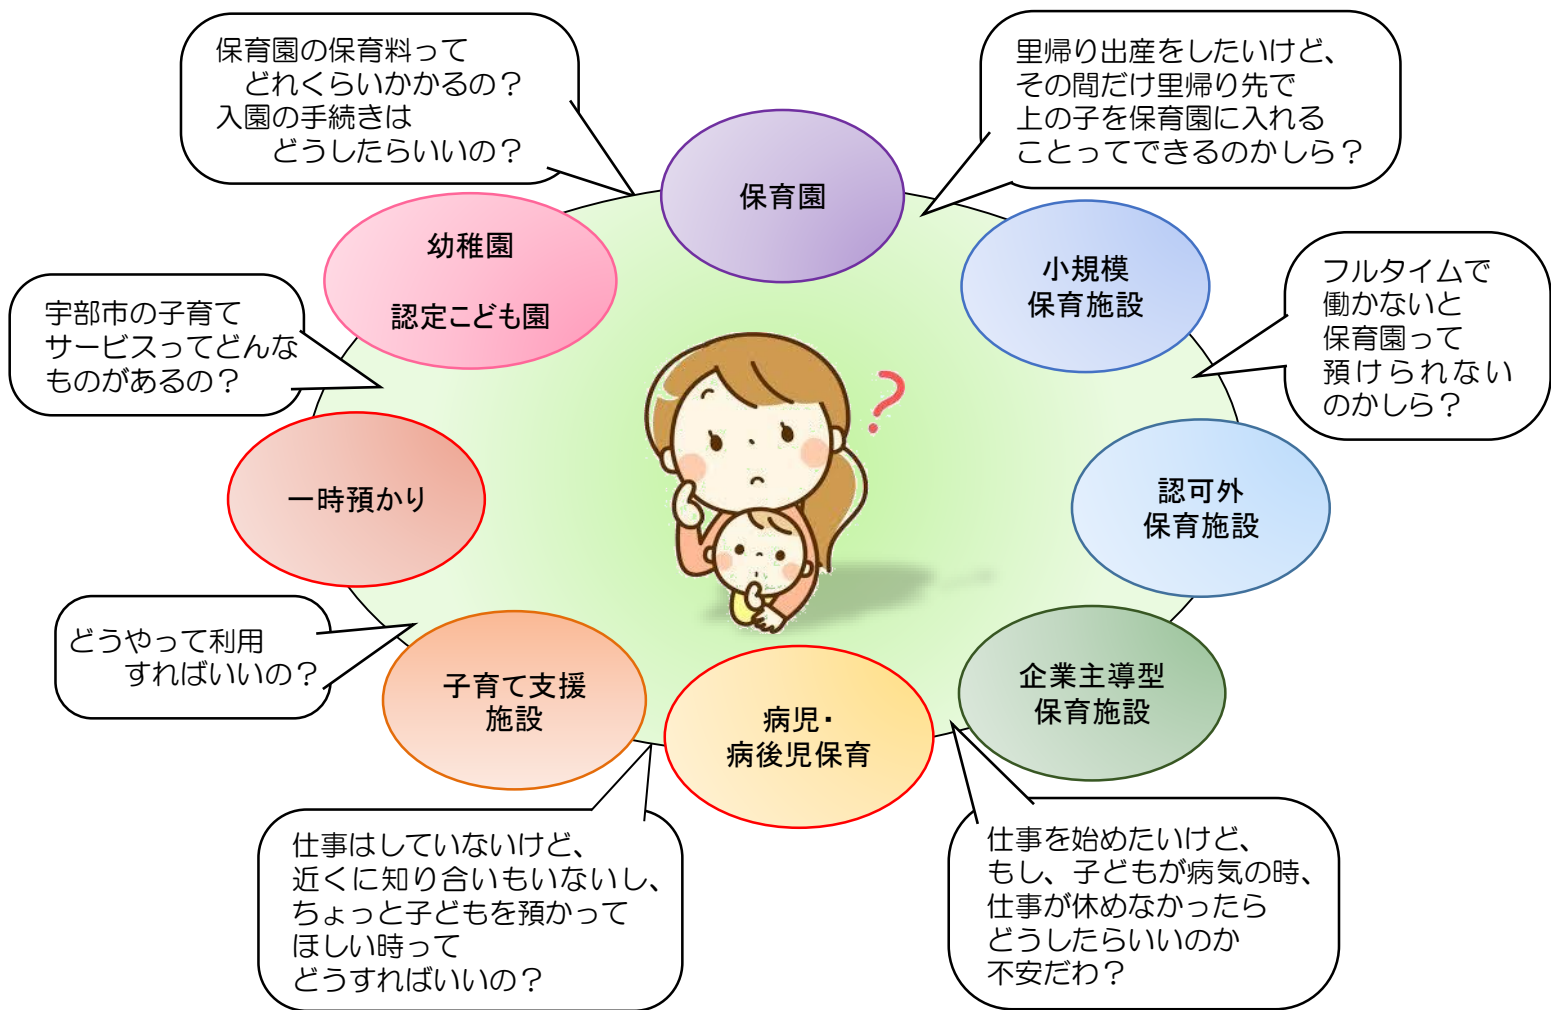 保育園の保育料って
どれくらいかかるの？
入園の手続きは
どうしたらいいの？
里帰り出産をしたいけど、
その間だけ里帰り先で
上の子を保育園に入れる
ことってできるのかしら？
保育園
幼稚園
認定こども園
小規模
保育施設
宇部市の子育て
サービスってどんな
ものがあるの？
フルタイムで
働かないと
保育園って
預けられない
のかしら？
一時預かり
認可外
保育施設
どうやって利用
すればいいの？
子育て支援
施設
病児・
病後児保育
企業主導型
保育施設
仕事はしていないけど、
近くに知り合いもいないし、
ちょっと子どもを預かって
ほしい時って
どうすればいいの？
仕事を始めたいけど、
もし、子どもが病気の時、
仕事が休めなかったら
どうしたらいいのか
不安だわ？